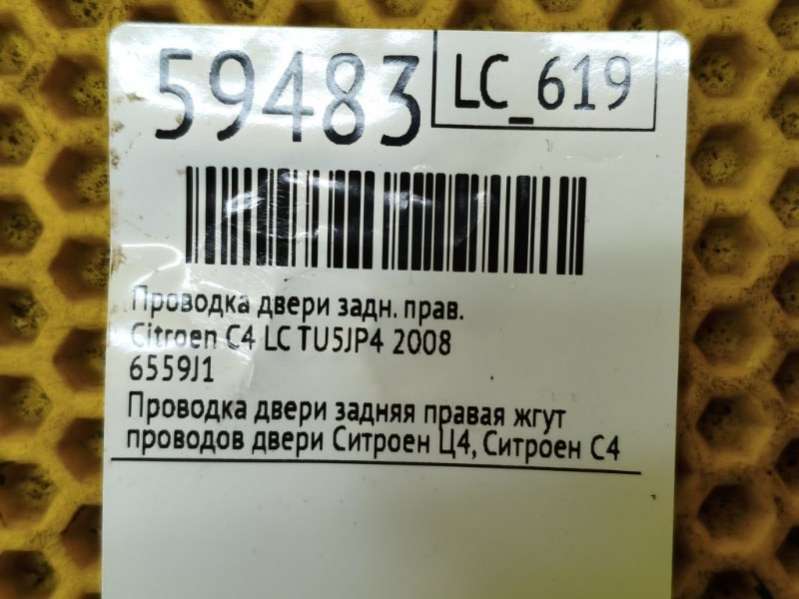 59483
LC_619
Проводка двери задн. прав.
Citroen C4 LC TU5JP4 2008
6559J1
Проводка двери задняя правая жгут
проводов двери Ситроен Ц4, Ситроен С4